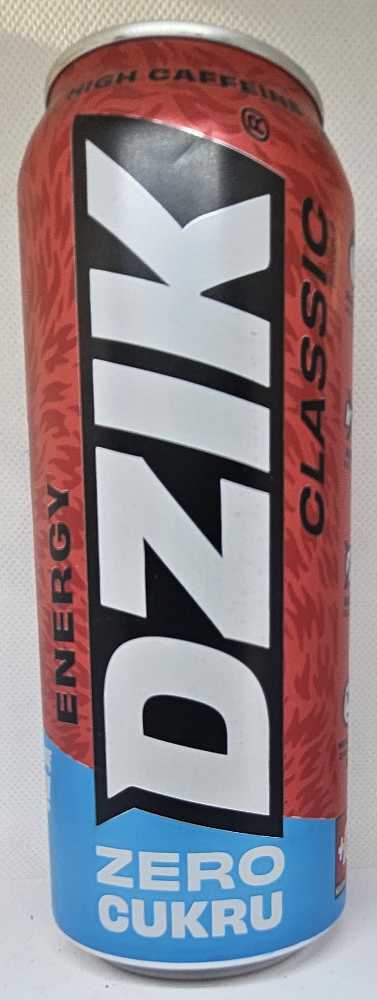 HIGH CAFFEINE
DZIK®
ENERGY
CLASSIC
ZERO
CUKRU